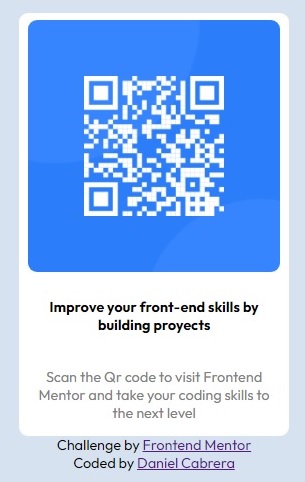 Improve your front-end skills by
building proyects
Scan the Qr code to visit Frontend
Mentor and take your coding skills to
the next level
Challenge by Frontend Mentor
Coded by Daniel Cabrera